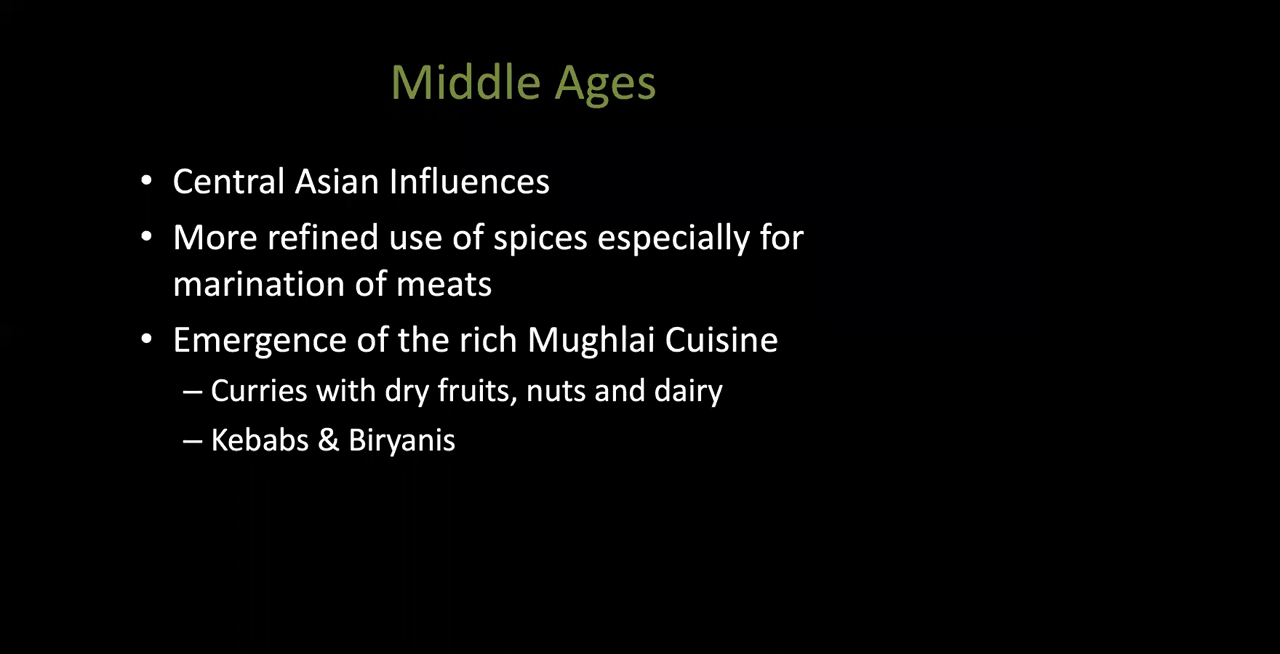 Middle Ages
• Central Asian Influences
• More refined use of spices especially for
marination of meats
• Emergence of the rich Mughlai Cuisine
– Curries with dry fruits, nuts and dairy
– Kebabs & Biryanis